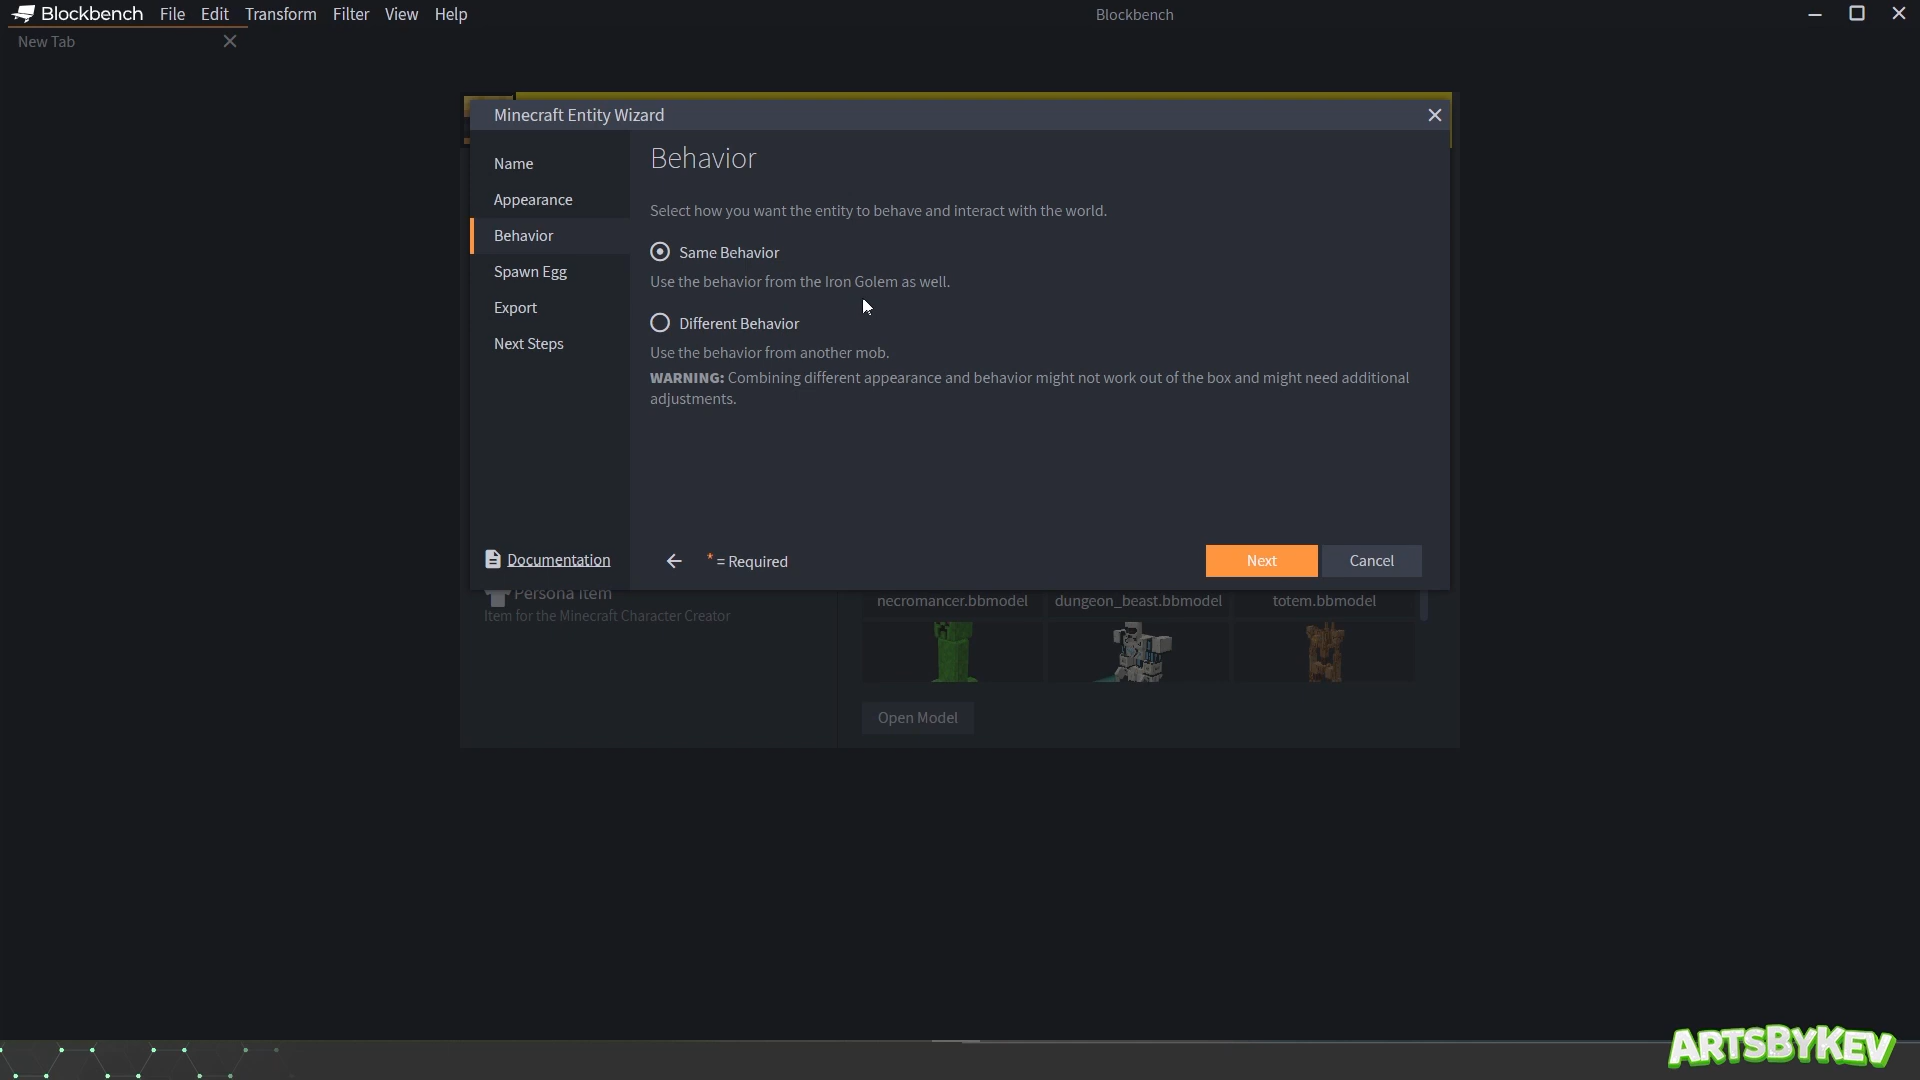 Blockbench File Edit Transform Filter View Help
Blockbench
New Tab
Minecraft Entity Wizard
Name
Appearance
Behavior
Spawn Egg
Export
Next Steps
Documentation
Behavior
Select how you want the entity to behave and interact with the world.
Same Behavior
Use the behavior from the Iron Golem as well.
Different Behavior
Use the behavior from another mob.
WARNING: Combining different appearance and behavior might not work out of the box and might need additional
adjustments.
* = Required
Next
Cancel
Persona Item
Item for the Minecraft Character Creator
necromancer.bbmodel
dungeon_beast.bbmodel
totem.bbmodel
Open Model
ARTSBYKEV